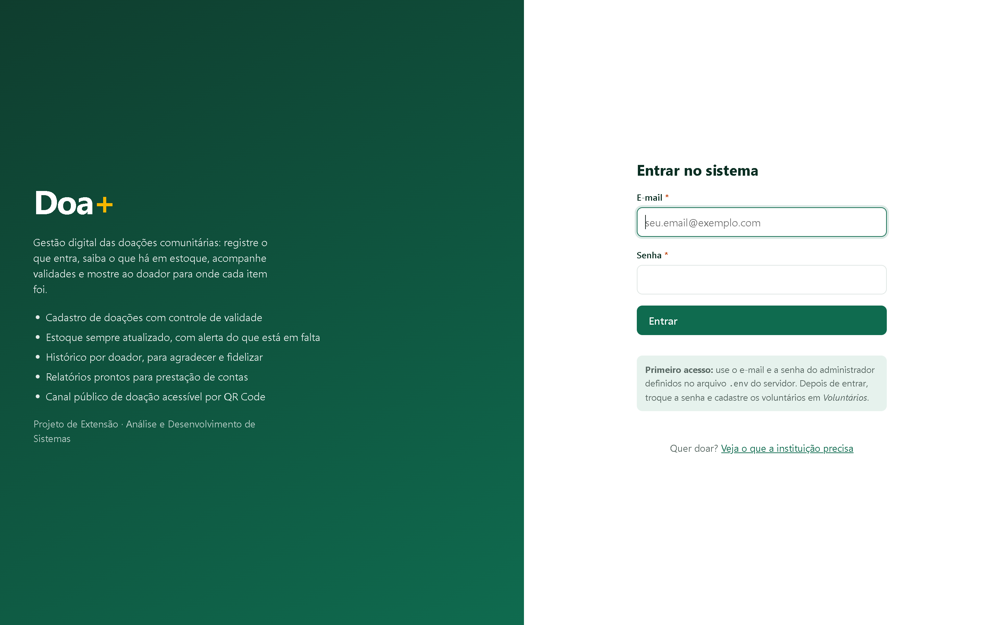 Doa+
Gestão digital das doações comunitárias: registre o
que entra, saiba o que há em estoque, acompanhe
validades e mostre ao doador para onde cada item
foi.
• Cadastro de doações com controle de validade
• Estoque sempre atualizado, com alerta do que está em falta
• Histórico por doador, para agradecer e fidelizar
• Relatórios prontos para prestação de contas
• Canal público de doação acessível por QR Code
Projeto de Extensão · Análise e Desenvolvimento de
Sistemas
Entrar no sistema
E-mail *
seu.email@exemplo.com
Senha *
Entrar
Primeiro acesso: use o e-mail e a senha do administrador
definidos no arquivo .env do servidor. Depois de entrar,
troque a senha e cadastre os voluntários em Voluntários.
Quer doar? Veja o que a instituição precisa